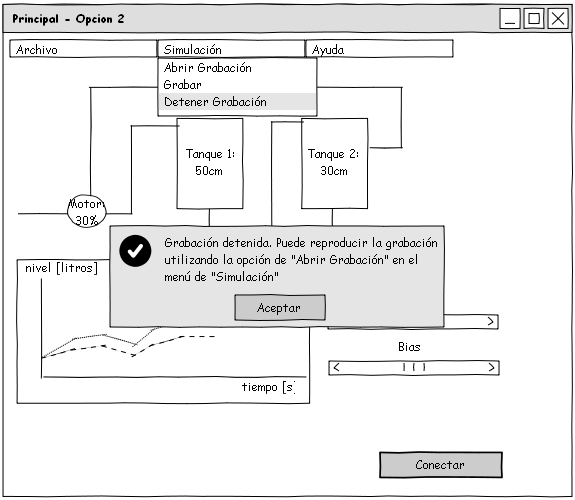 Principal - Opcion 2
Archivo
Simulación
Ayuda
Abrir Grabación
Grabar
Detener Grabación
Tanque 1:
50cm
Tanque 2:
30cm
Motor:
30%
Grabación detenida. Puede reproducir la grabación
utilizando la opción de "Abrir Grabación" en el
menú de "Simulación"
Aceptar
nivel [litros]
tiempo [s]
Bias
Conectar